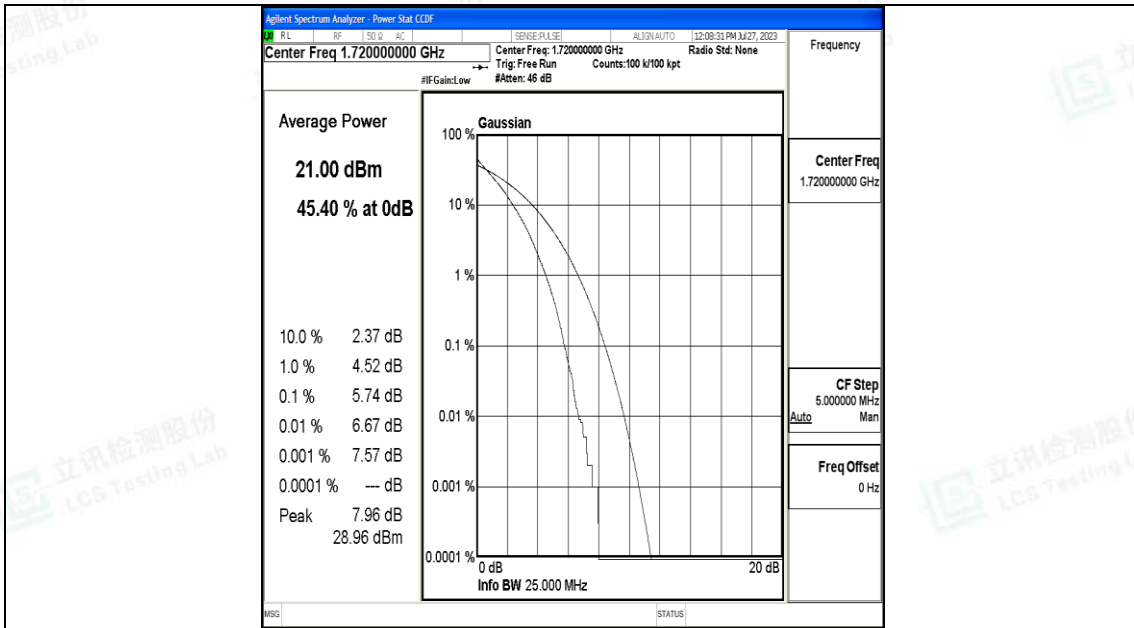 Agilent Spectrum Analyzer - Power Stat CCDF
RL RF 50 Ω AC SENSE:PULSE ALIGN AUTO 12:08:31 PM Jul 27, 2023
Center Freq 1.720000000 GHz
Center Freq: 1.720000000 GHz Radio Std: None
Trig: Free Run Counts:100 k/100 kpt
#IFGain:Low #Atten: 46 dB
Frequency
Average Power
21.00 dBm
45.40 % at 0dB
10.0 % 2.37 dB
1.0 % 4.52 dB
0.1 % 5.74 dB
0.01 % 6.67 dB
0.001 % 7.57 dB
0.0001 % --- dB
Peak 7.96 dB
28.96 dBm
Gaussian
100 %
10 %
1 %
0.1 %
0.01 %
0.001 %
0.0001 %
0 dB 20 dB
Info BW 25.000 MHz
Center Freq
1.720000000 GHz
CF Step
5.000000 MHz
Auto Man
Freq Offset
0 Hz
MSG STATUS
立讯检测股份
LCS Testing Lab